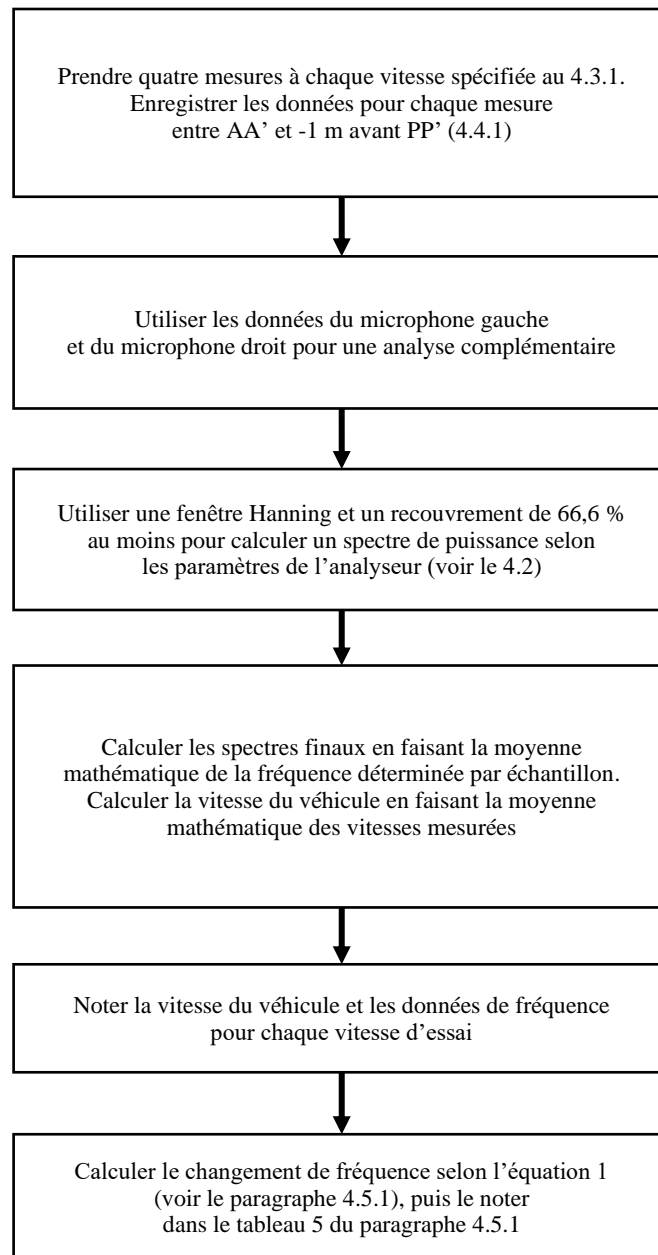 Prendre quatre mesures à chaque vitesse spécifiée au 4.3.1.
Enregistrer les données pour chaque mesure
entre AA’ et -1 m avant PP’ (4.4.1)
Utiliser les données du microphone gauche
et du microphone droit pour une analyse complémentaire
Utiliser une fenêtre Hanning et un recouvrement de 66,6 %
au moins pour calculer un spectre de puissance selon
les paramètres de l’analyseur (voir le 4.2)
Calculer les spectres finaux en faisant la moyenne
mathématique de la fréquence déterminée par échantillon.
Calculer la vitesse du véhicule en faisant la moyenne
mathématique des vitesses mesurées
Noter la vitesse du véhicule et les données de fréquence
pour chaque vitesse d’essai
Calculer le changement de fréquence selon l’équation 1
(voir le paragraphe 4.5.1), puis le noter
dans le tableau 5 du paragraphe 4.5.1